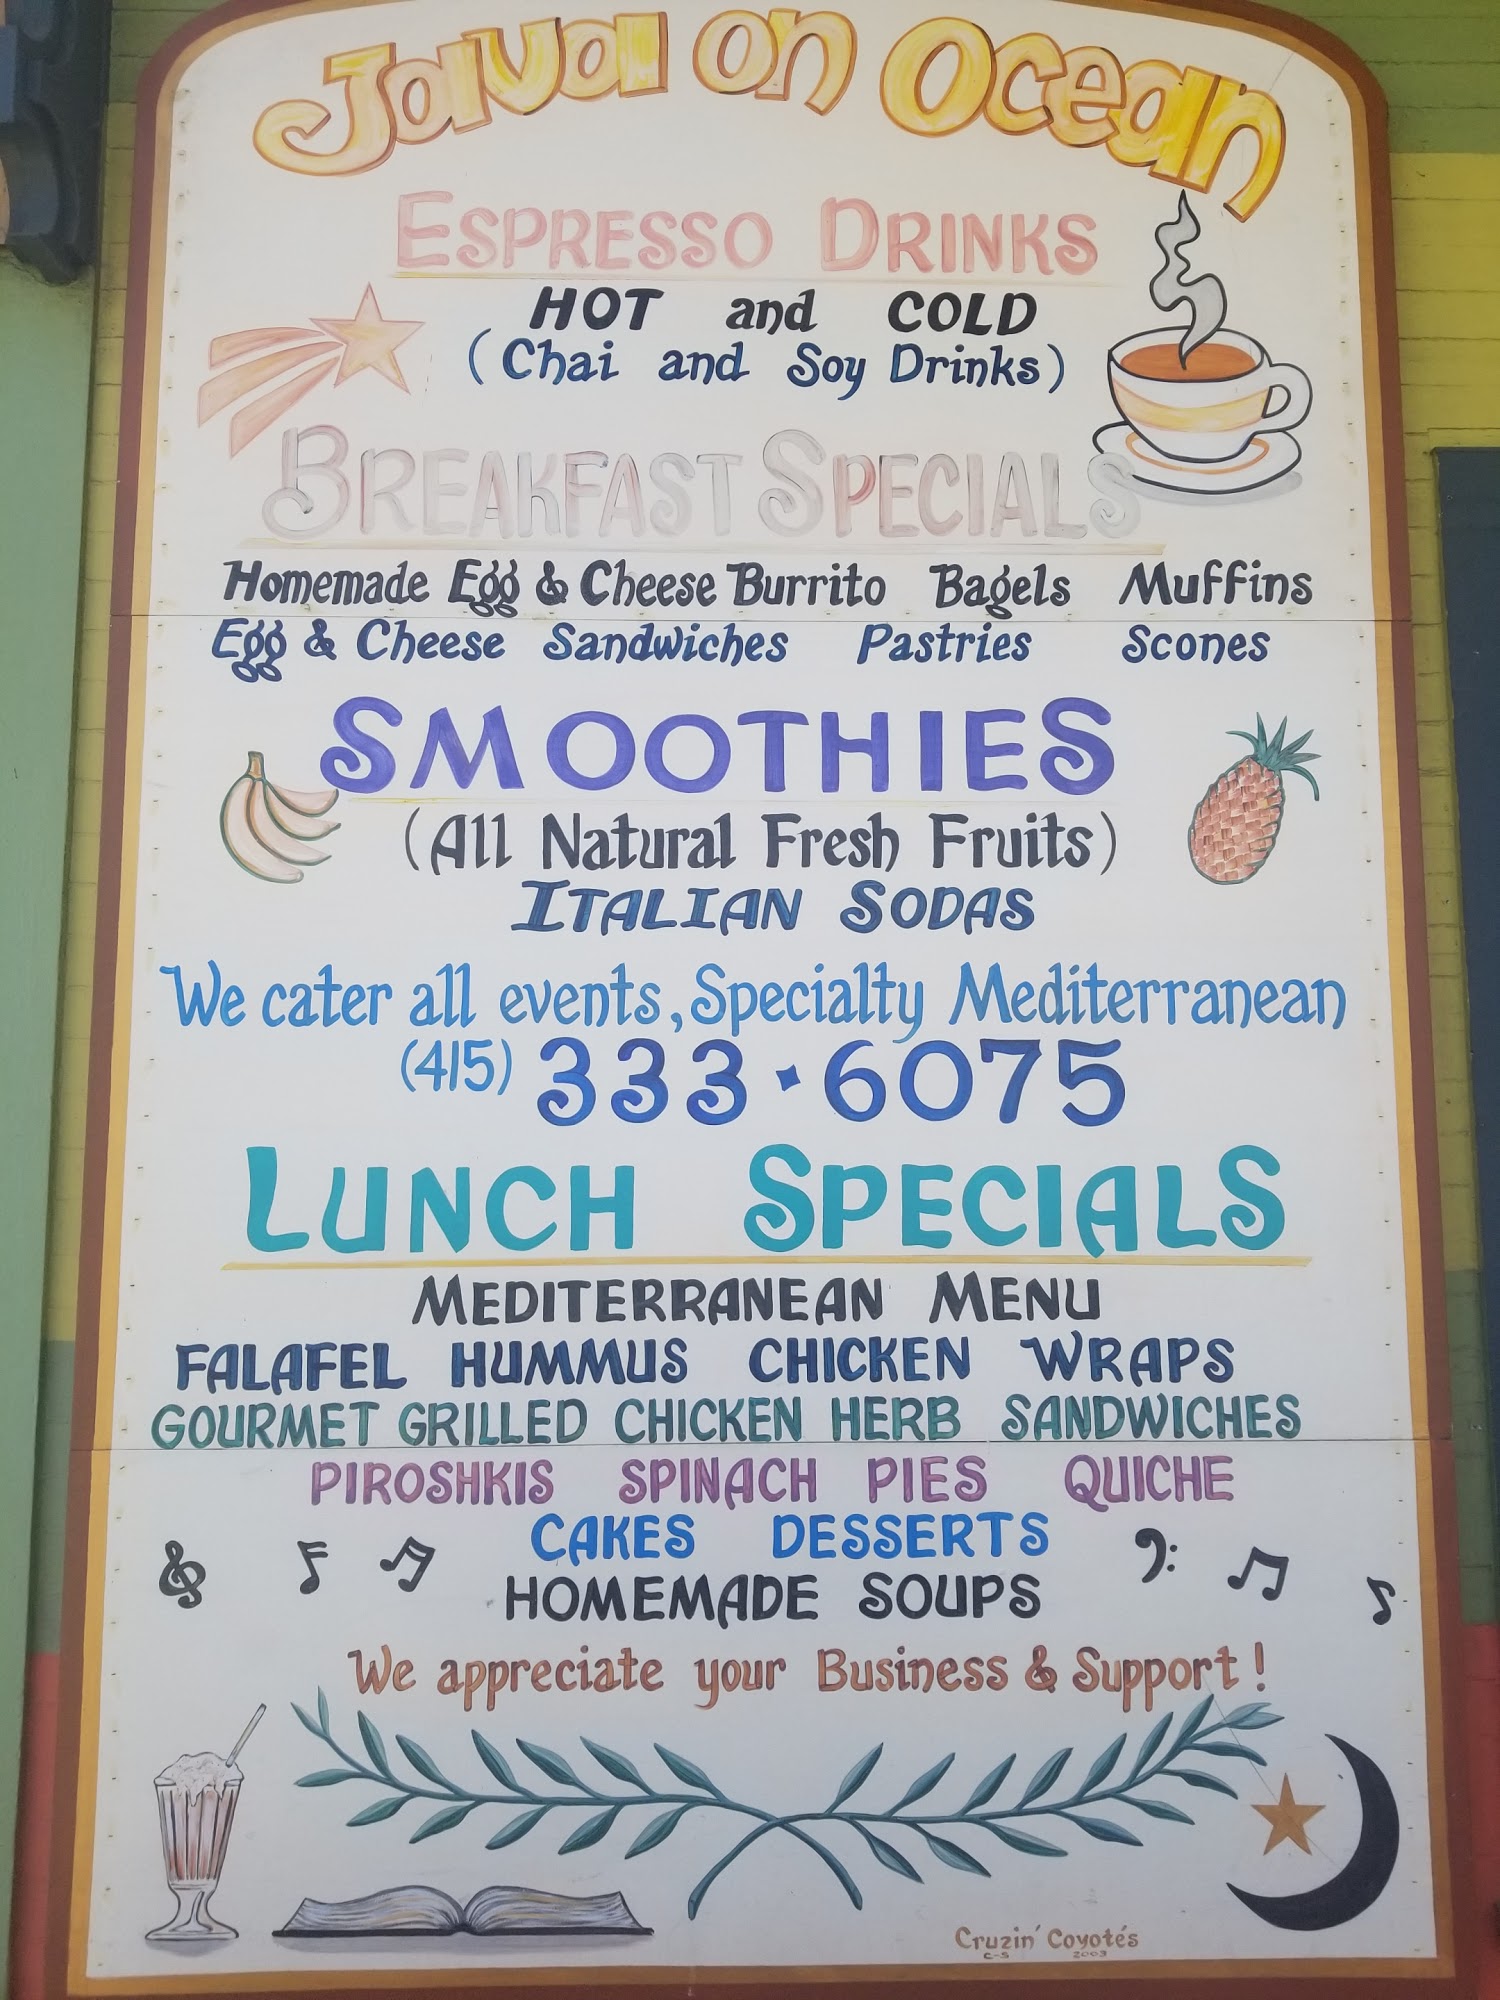 Java on Ocean
ESPRESSO DRINKS
HOT and COLD
(Chai and Soy Drinks)
BREAKFAST SPECIALS
Homemade Egg & Cheese Burrito Bagels Muffins
Egg & Cheese Sandwiches Pastries Scones
SMOOTHIES
(All Natural Fresh Fruits)
ITALIAN SODAS
We cater all events, Specialty Mediterranean
(415) 333·6075
LUNCH SPECIALS
MEDITERRANEAN MENU
FALAFEL HUMMUS CHICKEN WRAPS
GOURMET GRILLED CHICKEN HERB SANDWICHES
PIROSHKIS SPINACH PIES QUICHE
CAKES DESSERTS
HOMEMADE SOUPS
We appreciate your Business & Support!
Cruzin' Coyotés
C-S 2003